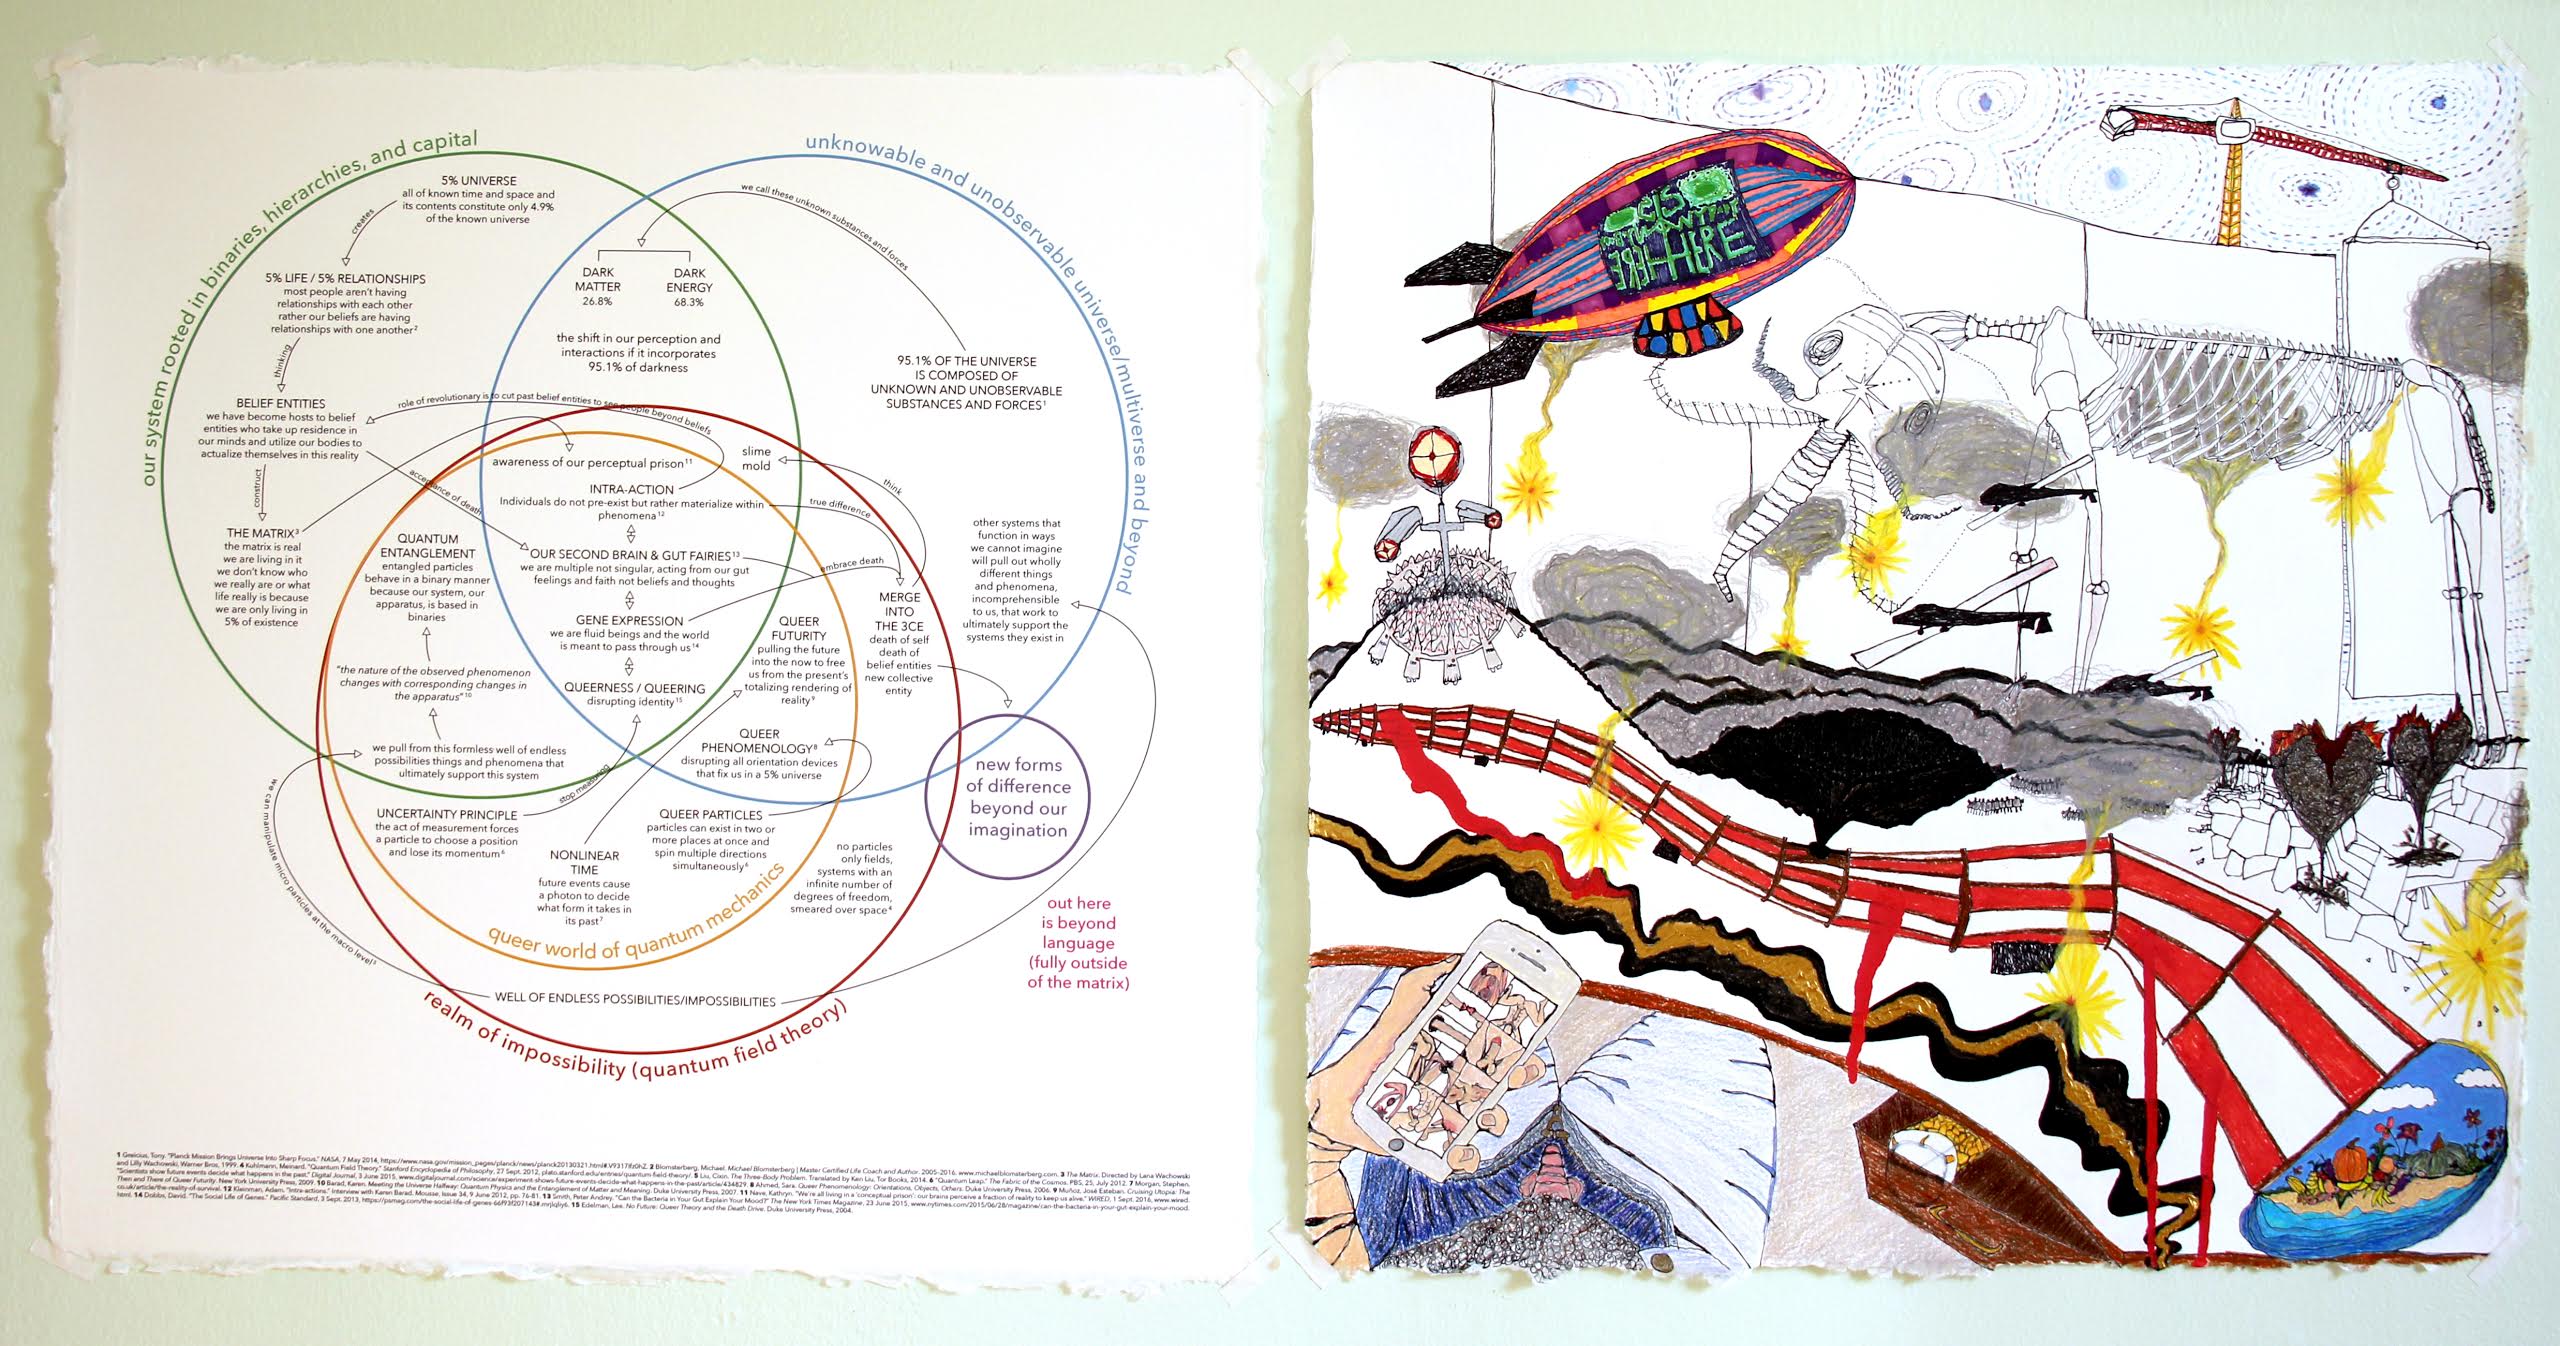 our system rooted in binaries, hierarchies, and capital
unknowable and unobservable universe/multiverse and beyond
5% UNIVERSE
all of known time and space and
its contents constitute only 4.9%
of the known universe
creates
5% LIFE / 5% RELATIONSHIPS
most people aren't having
relationships with each other
rather our beliefs are having
relationships with one another²
thinking
BELIEF ENTITIES
we have become hosts to belief
entities who take up residence in
our minds and utilize our bodies to
actualize themselves in this reality
construct
THE MATRIX³
the matrix is real
we are living in it
we don't know who
we really are or what
life really is because
we are only living in
5% of existence
we call these unknown substances and forces
DARK
MATTER
26.8%
DARK
ENERGY
68.3%
the shift in our perception and
interactions if it incorporates
95.1% of darkness
95.1% OF THE UNIVERSE
IS COMPOSED OF
UNKNOWN AND UNOBSERVABLE
SUBSTANCES AND FORCES¹
role of revolutionary is to cut past belief entities to see people beyond beliefs
acceptance of death
awareness of our perceptual prison¹¹
slime
mold
think
INTRA-ACTION
Individuals do not pre-exist but rather materialize within
phenomena¹²
true difference
OUR SECOND BRAIN & GUT FAIRIES¹³
we are multiple not singular, acting from our gut
feelings and faith not beliefs and thoughts
embrace death
GENE EXPRESSION
we are fluid beings and the world
is meant to pass through us¹⁴
QUEERNESS / QUEERING
disrupting identity¹⁵
QUANTUM
ENTANGLEMENT
entangled particles
behave in a binary manner
because our system, our
apparatus, is based in
binaries
"the nature of the observed phenomenon
changes with corresponding changes in
the apparatus"¹⁰
we pull from this formless well of endless
possibilities things and phenomena that
ultimately support this system
QUEER
FUTURITY
pulling the future
into the now to free
us from the present's
totalizing rendering of
reality⁹
MERGE
INTO
THE 3CE
death of self
death of
belief entities
new collective
entity
other systems that
function in ways
we cannot imagine
will pull out wholly
different things
and phenomena,
incomprehensible
to us, that work to
ultimately support the
systems they exist in
QUEER
PHENOMENOLOGY⁸
disrupting all orientation devices
that fix us in a 5% universe
new forms
of difference
beyond our
imagination
UNCERTAINTY PRINCIPLE
the act of measurement forces
a particle to choose a position
and lose its momentum⁶
stop measuring
NONLINEAR
TIME
future events cause
a photon to decide
what form it takes in
its past⁷
QUEER PARTICLES
particles can exist in two or
more places at once and
spin multiple directions
simultaneously⁶
no particles
only fields,
systems with an
infinite number of
degrees of freedom,
smeared over space⁴
out here
is beyond
language
(fully outside
of the matrix)
queer world of quantum mechanics
we can manipulate micro particles at the macro level⁵
WELL OF ENDLESS POSSIBILITIES/IMPOSSIBILITIES
realm of impossibility (quantum field theory)
1 Greicius, Tony. "Planck Mission Brings Universe Into Sharp Focus." NASA, 7 May 2014, 2 Blomsterberg, Michael. Michael Blomsterberg | Master Certified Life Coach and Author. 2005-2016. www.michaelblomsterberg.com. 3 The Matrix. Directed by Lana Wachowski
and Lilly Wachowski, Warner Bros, 1999. 4 Kuhlmann, Meinard. "Quantum Field Theory." Stanford Encyclopedia of Philosophy, 27 Sept. 2012, plato.stanford.edu/entries/quantum-field-theory/. 5 Liu, Cixin. The Three-Body Problem. Translated by Ken Liu, Tor Books, 2014. 6 "Quantum Leap." The Fabric of the Cosmos. PBS, 25, July 2012. 7 Morgan, Stephen.
"Scientists show future events decide what happens in the past." Digital Journal, 3 June 2015, 8 Ahmed, Sara. Queer Phenomenology: Orientations, Objects, Others. Duke University Press, 2006. 9 Muñoz, José Esteban. Cruising Utopia: The
Then and There of Queer Futurity. New York University Press, 2009. 10 Barad, Karen. Meeting the Universe Halfway: Quantum Physics and the Entanglement of Matter and Meaning. Duke University Press, 2007. 11 Nave, Kathryn. "We're all living in a 'conceptual prison': our brains perceive a fraction of reality to keep us alive." WIRED, 1 Sept. 2016, www.wired.
co.uk/article/the-reality-of-survival. 12 Kleinman, Adam. "Intra-actions." Interview with Karen Barad. Mousse, Issue 34, 9 June 2012, pp. 76-81. 13 Smith, Peter Andrey. "Can the Bacteria in Your Gut Explain Your Mood?" The New York Times Magazine, 23 June 2015, www.nytimes.com/2015/06/28/magazine/can-the-bacteria-in-your-gut-explain-your-mood.
html. 14 Dobbs, David. "The Social Life of Genes." Pacific Standard, 3 Sept. 2013, 15 Edelman, Lee. No Future: Queer Theory and the Death Drive. Duke University Press, 2004.
HERE